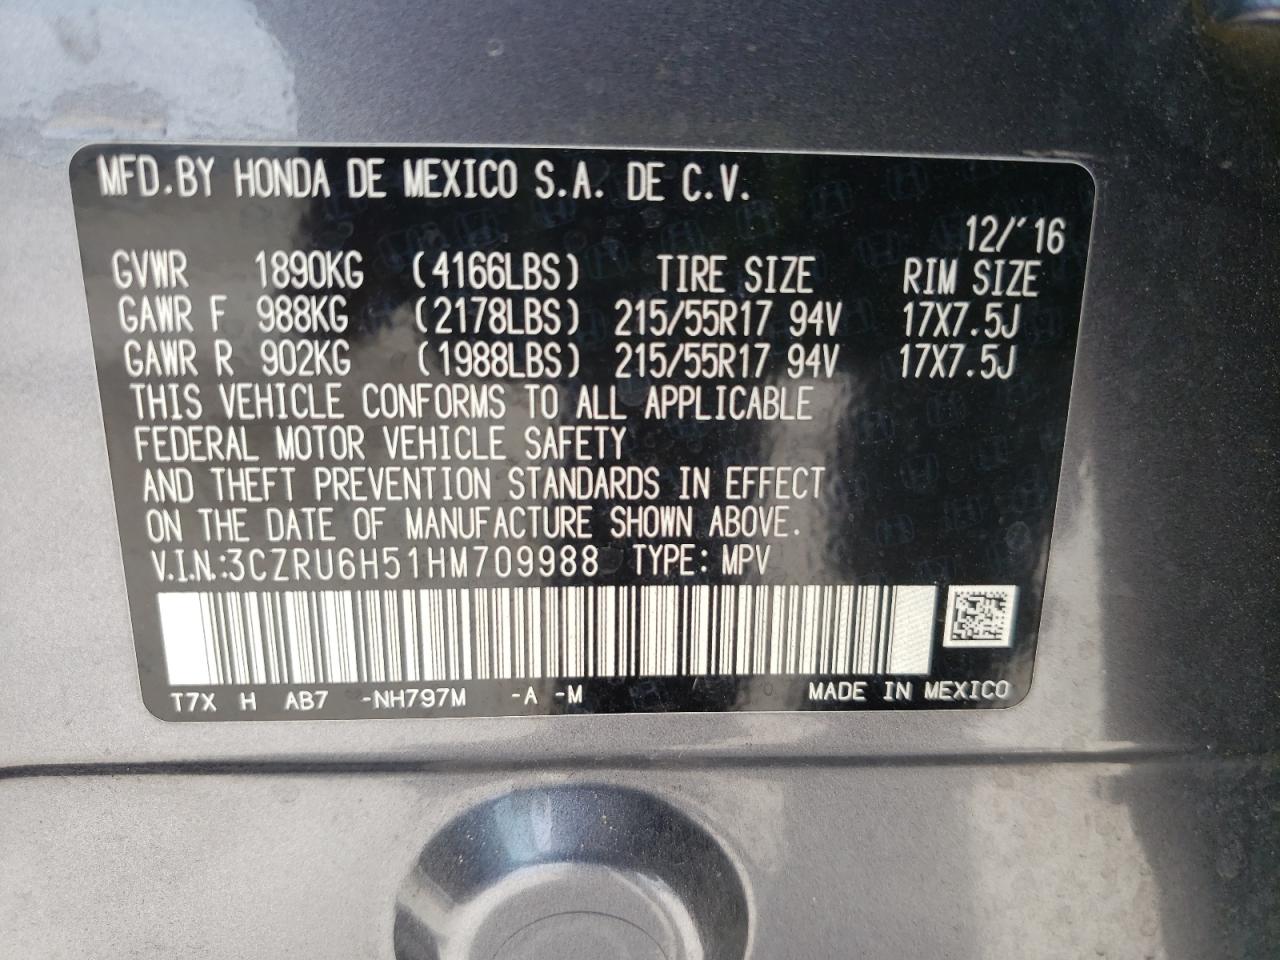 MFD.BY HONDA DE MEXICO S.A. DE C.V.
12/'16
GVWR 1890KG (4166LBS) TIRE SIZE RIM SIZE
GAWR F 988KG (2178LBS) 215/55R17 94V 17X7.5J
GAWR R 902KG (1988LBS) 215/55R17 94V 17X7.5J
THIS VEHICLE CONFORMS TO ALL APPLICABLE
FEDERAL MOTOR VEHICLE SAFETY
AND THEFT PREVENTION STANDARDS IN EFFECT
ON THE DATE OF MANUFACTURE SHOWN ABOVE.
V.I.N.:3CZRU6H51HM709988 TYPE: MPV
T7X H AB7 -NH797M -A -M MADE IN MEXICO